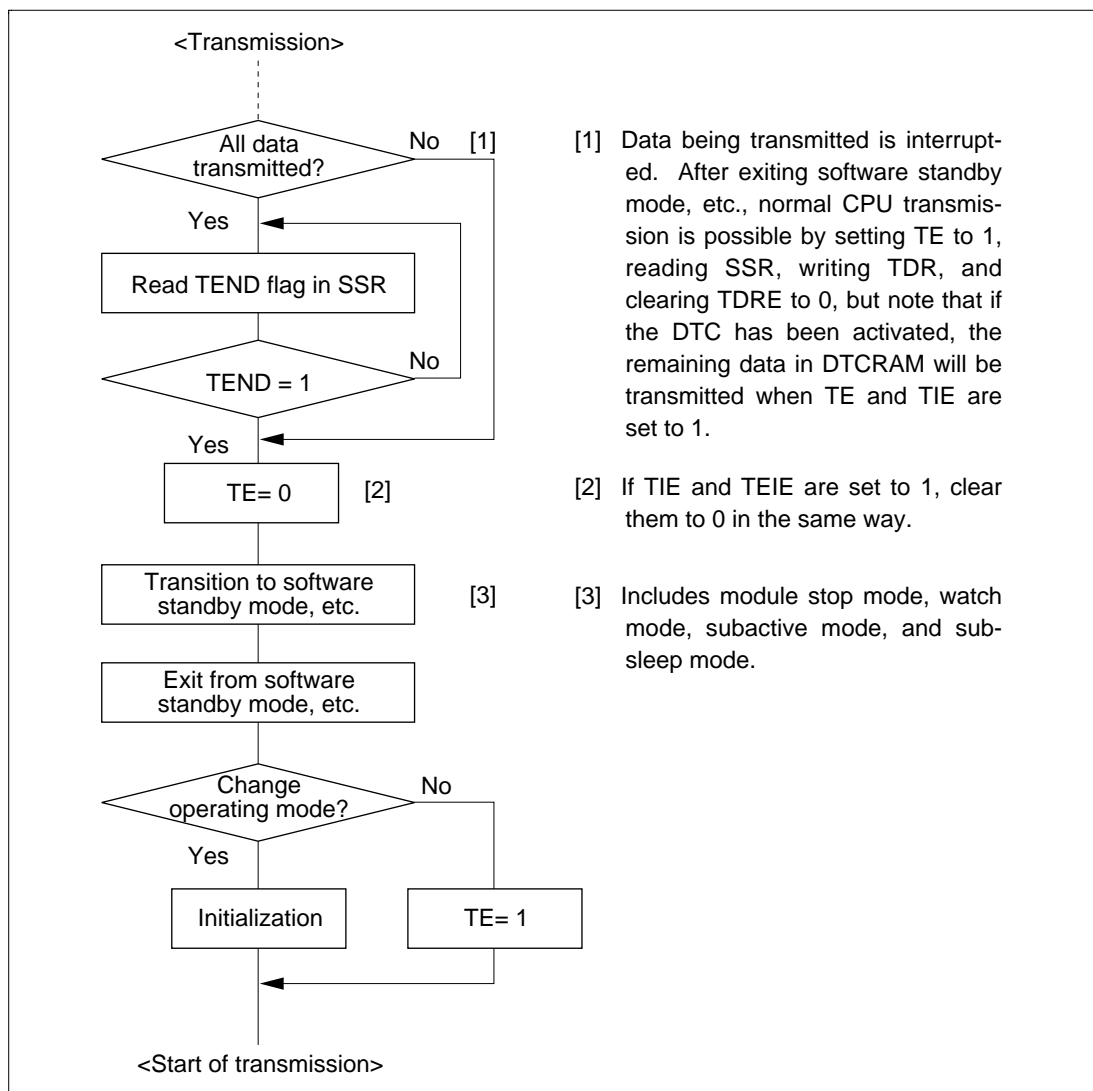 <Transmission>
All data
transmitted?
No
[1]
Yes
Read TEND flag in SSR
TEND = 1
No
Yes
TE= 0
[2]
Transition to software
standby mode, etc.
[3]
Exit from software
standby mode, etc.
Change
operating mode?
No
Yes
Initialization
TE= 1
<Start of transmission>
[1] Data being transmitted is interrupt-
ed. After exiting software standby
mode, etc., normal CPU transmis-
sion is possible by setting TE to 1,
reading SSR, writing TDR, and
clearing TDRE to 0, but note that if
the DTC has been activated, the
remaining data in DTCRAM will be
transmitted when TE and TIE are
set to 1.
[2] If TIE and TEIE are set to 1, clear
them to 0 in the same way.
[3] Includes module stop mode, watch
mode, subactive mode, and sub-
sleep mode.